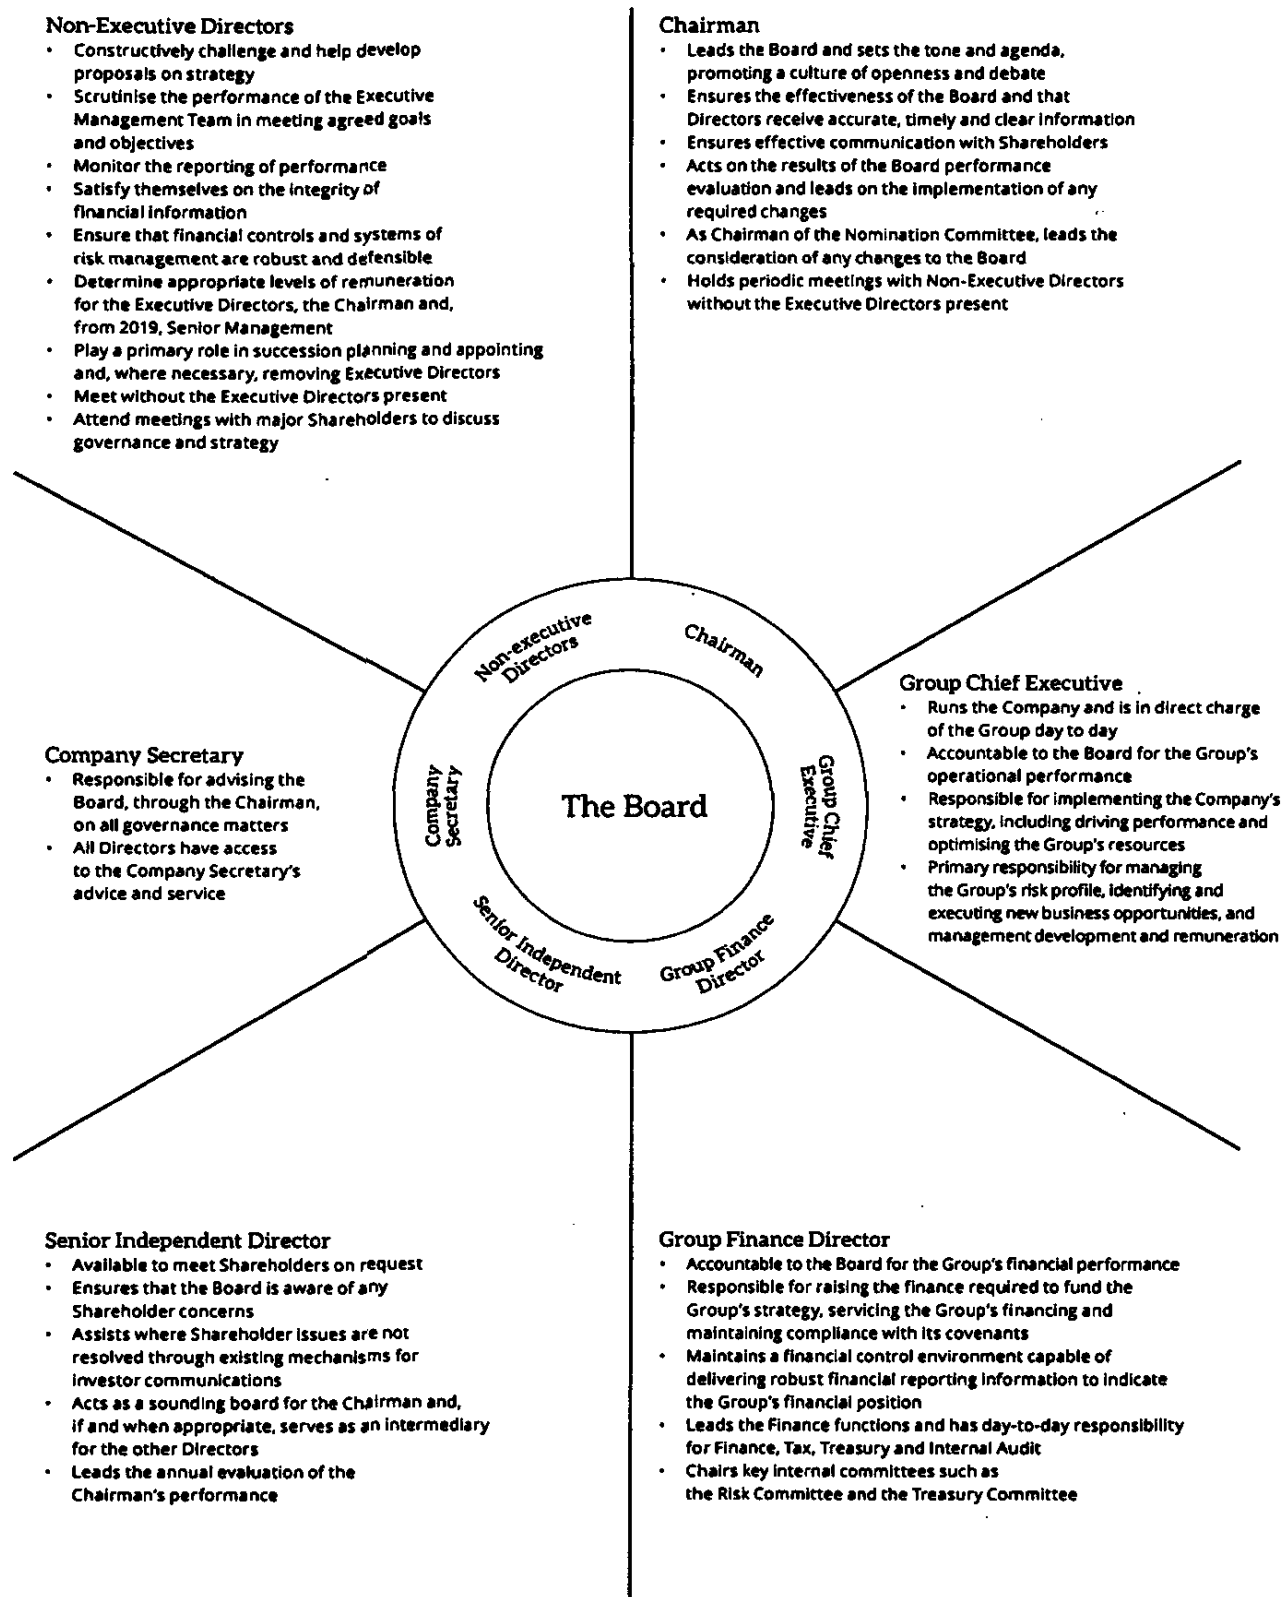 Non-Executive Directors
• Constructively challenge and help develop
proposals on strategy
• Scrutinise the performance of the Executive
Management Team in meeting agreed goals
and objectives
• Monitor the reporting of performance
• Satisfy themselves on the integrity of
financial information
• Ensure that financial controls and systems of
risk management are robust and defensible
• Determine appropriate levels of remuneration
for the Executive Directors, the Chairman and,
from 2019, Senior Management
• Play a primary role in succession planning and appointing
and, where necessary, removing Executive Directors
• Meet without the Executive Directors present
• Attend meetings with major Shareholders to discuss
governance and strategy
Chairman
• Leads the Board and sets the tone and agenda,
promoting a culture of openness and debate
• Ensures the effectiveness of the Board and that
Directors receive accurate, timely and clear information
• Ensures effective communication with Shareholders
• Acts on the results of the Board performance
evaluation and leads on the implementation of any
required changes
• As Chairman of the Nomination Committee, leads the
consideration of any changes to the Board
• Holds periodic meetings with Non-Executive Directors
without the Executive Directors present
Non-executive
Directors
Chairman
Company
Secretary
The Board
Group Chief
Executive
Senior Independent
Director
Group Finance
Director
Group Chief Executive
• Runs the Company and is in direct charge
of the Group day to day
• Accountable to the Board for the Group's
operational performance
• Responsible for implementing the Company's
strategy, including driving performance and
optimising the Group's resources
• Primary responsibility for managing
the Group's risk profile, identifying and
executing new business opportunities, and
management development and remuneration
Company Secretary
• Responsible for advising the
Board, through the Chairman,
on all governance matters
• All Directors have access
to the Company Secretary's
advice and service
Senior Independent Director
• Available to meet Shareholders on request
• Ensures that the Board is aware of any
Shareholder concerns
• Assists where Shareholder issues are not
resolved through existing mechanisms for
investor communications
• Acts as a sounding board for the Chairman and,
if and when appropriate, serves as an intermediary
for the other Directors
• Leads the annual evaluation of the
Chairman's performance
Group Finance Director
• Accountable to the Board for the Group's financial performance
• Responsible for raising the finance required to fund the
Group's strategy, servicing the Group's financing and
maintaining compliance with its covenants
• Maintains a financial control environment capable of
delivering robust financial reporting information to indicate
the Group's financial position
• Leads the Finance functions and has day-to-day responsibility
for Finance, Tax, Treasury and Internal Audit
• Chairs key internal committees such as
the Risk Committee and the Treasury Committee